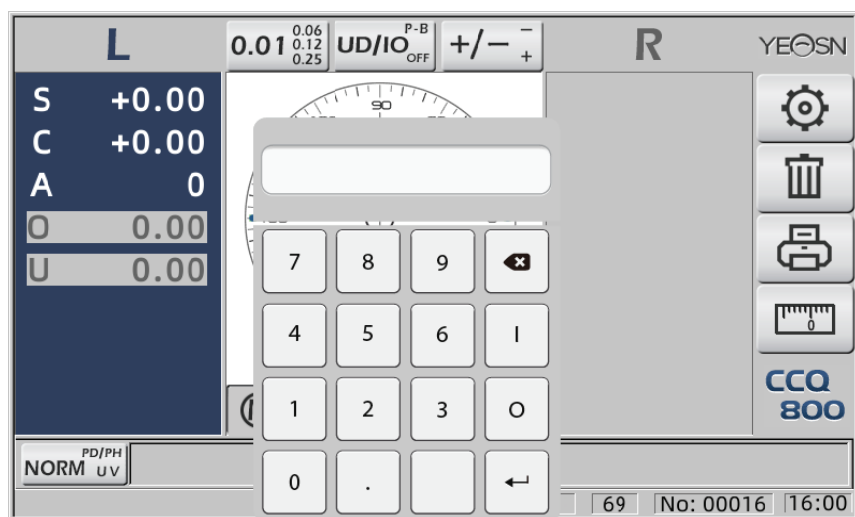 L
0.01 0.06 0.12 0.25
UD/IO P-B OFF
+/- - +
R
YEOSN
S +0.00
C +0.00
A 0
O 0.00
U 0.00
90
7 8 9
4 5 6 I
1 2 3 O
0 .
0
CCQ
800
NORM PD/PH UV
69 No: 00016 16:00